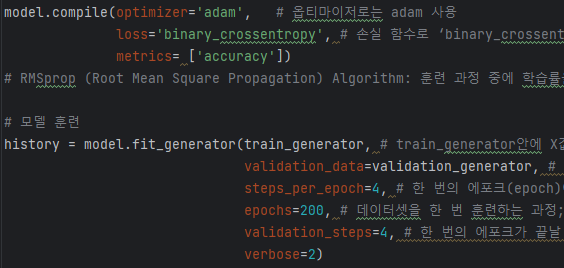 model.compile(optimizer='adam',   # 옵티마이저로는 adam 사용
loss='binary_crossentropy', # 손실 함수로 ‘binary_crossent
metrics= ['accuracy'])
# RMSprop (Root Mean Square Propagation) Algorithm: 훈련 과정 중에 학습률
# 모델 훈련
history = model.fit_generator(train_generator, # train_generator안에 X값
validation_data=validation_generator, #
steps_per_epoch=4, # 한 번의 에포크(epoch)
epochs=200, # 데이터셋을 한 번 훈련하는 과정;
validation_steps=4, # 한 번의 에포크가 끝날
verbose=2)